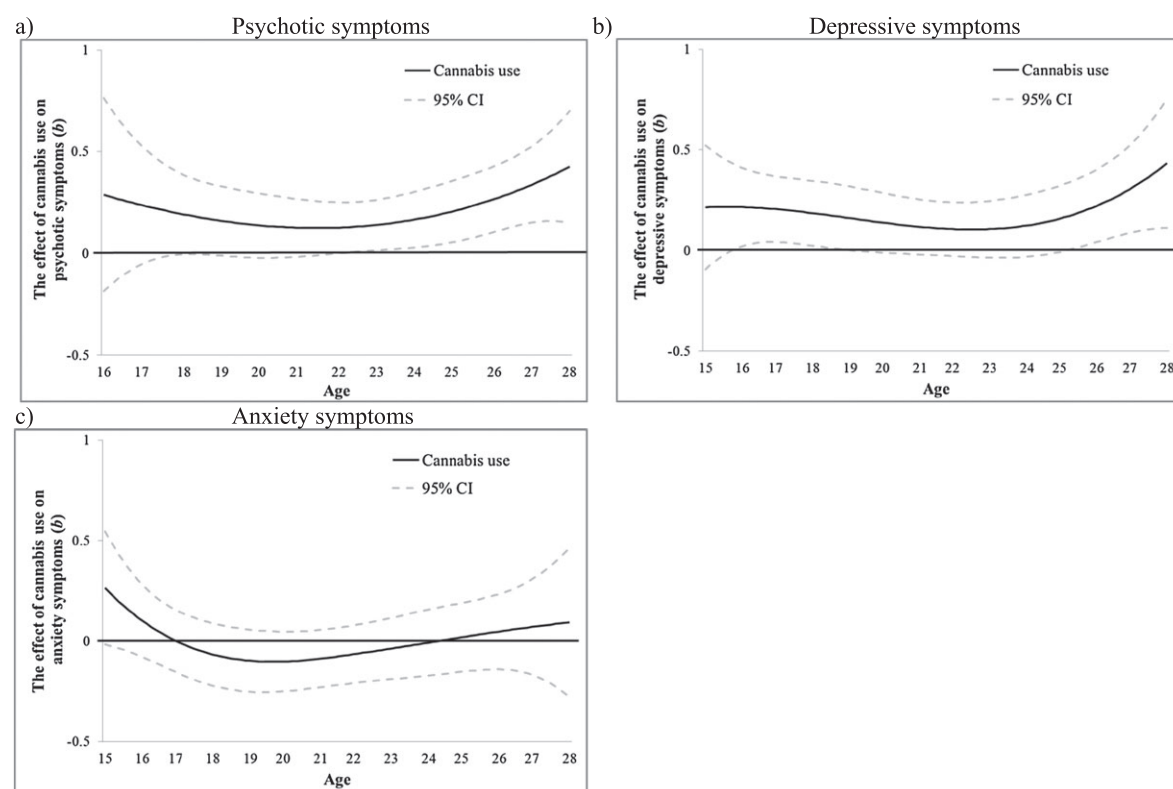 a)
Psychotic symptoms
1
Cannabis use
95% CI
0.5
The effect of cannabis use on
psychotic symptoms (b)
0
-0.5
16 17 18 19 20 21 22 23 24 25 26 27 28
Age
b)
Depressive symptoms
1
Cannabis use
95% CI
0.5
The effect of cannabis use on
depressive symptoms (b)
0
-0.5
15 16 17 18 19 20 21 22 23 24 25 26 27 28
Age
c)
Anxiety symptoms
1
Cannabis use
95% CI
0.5
The effect of cannabis use on
anxiety symptoms (b)
0
-0.5
15 16 17 18 19 20 21 22 23 24 25 26 27 28
Age